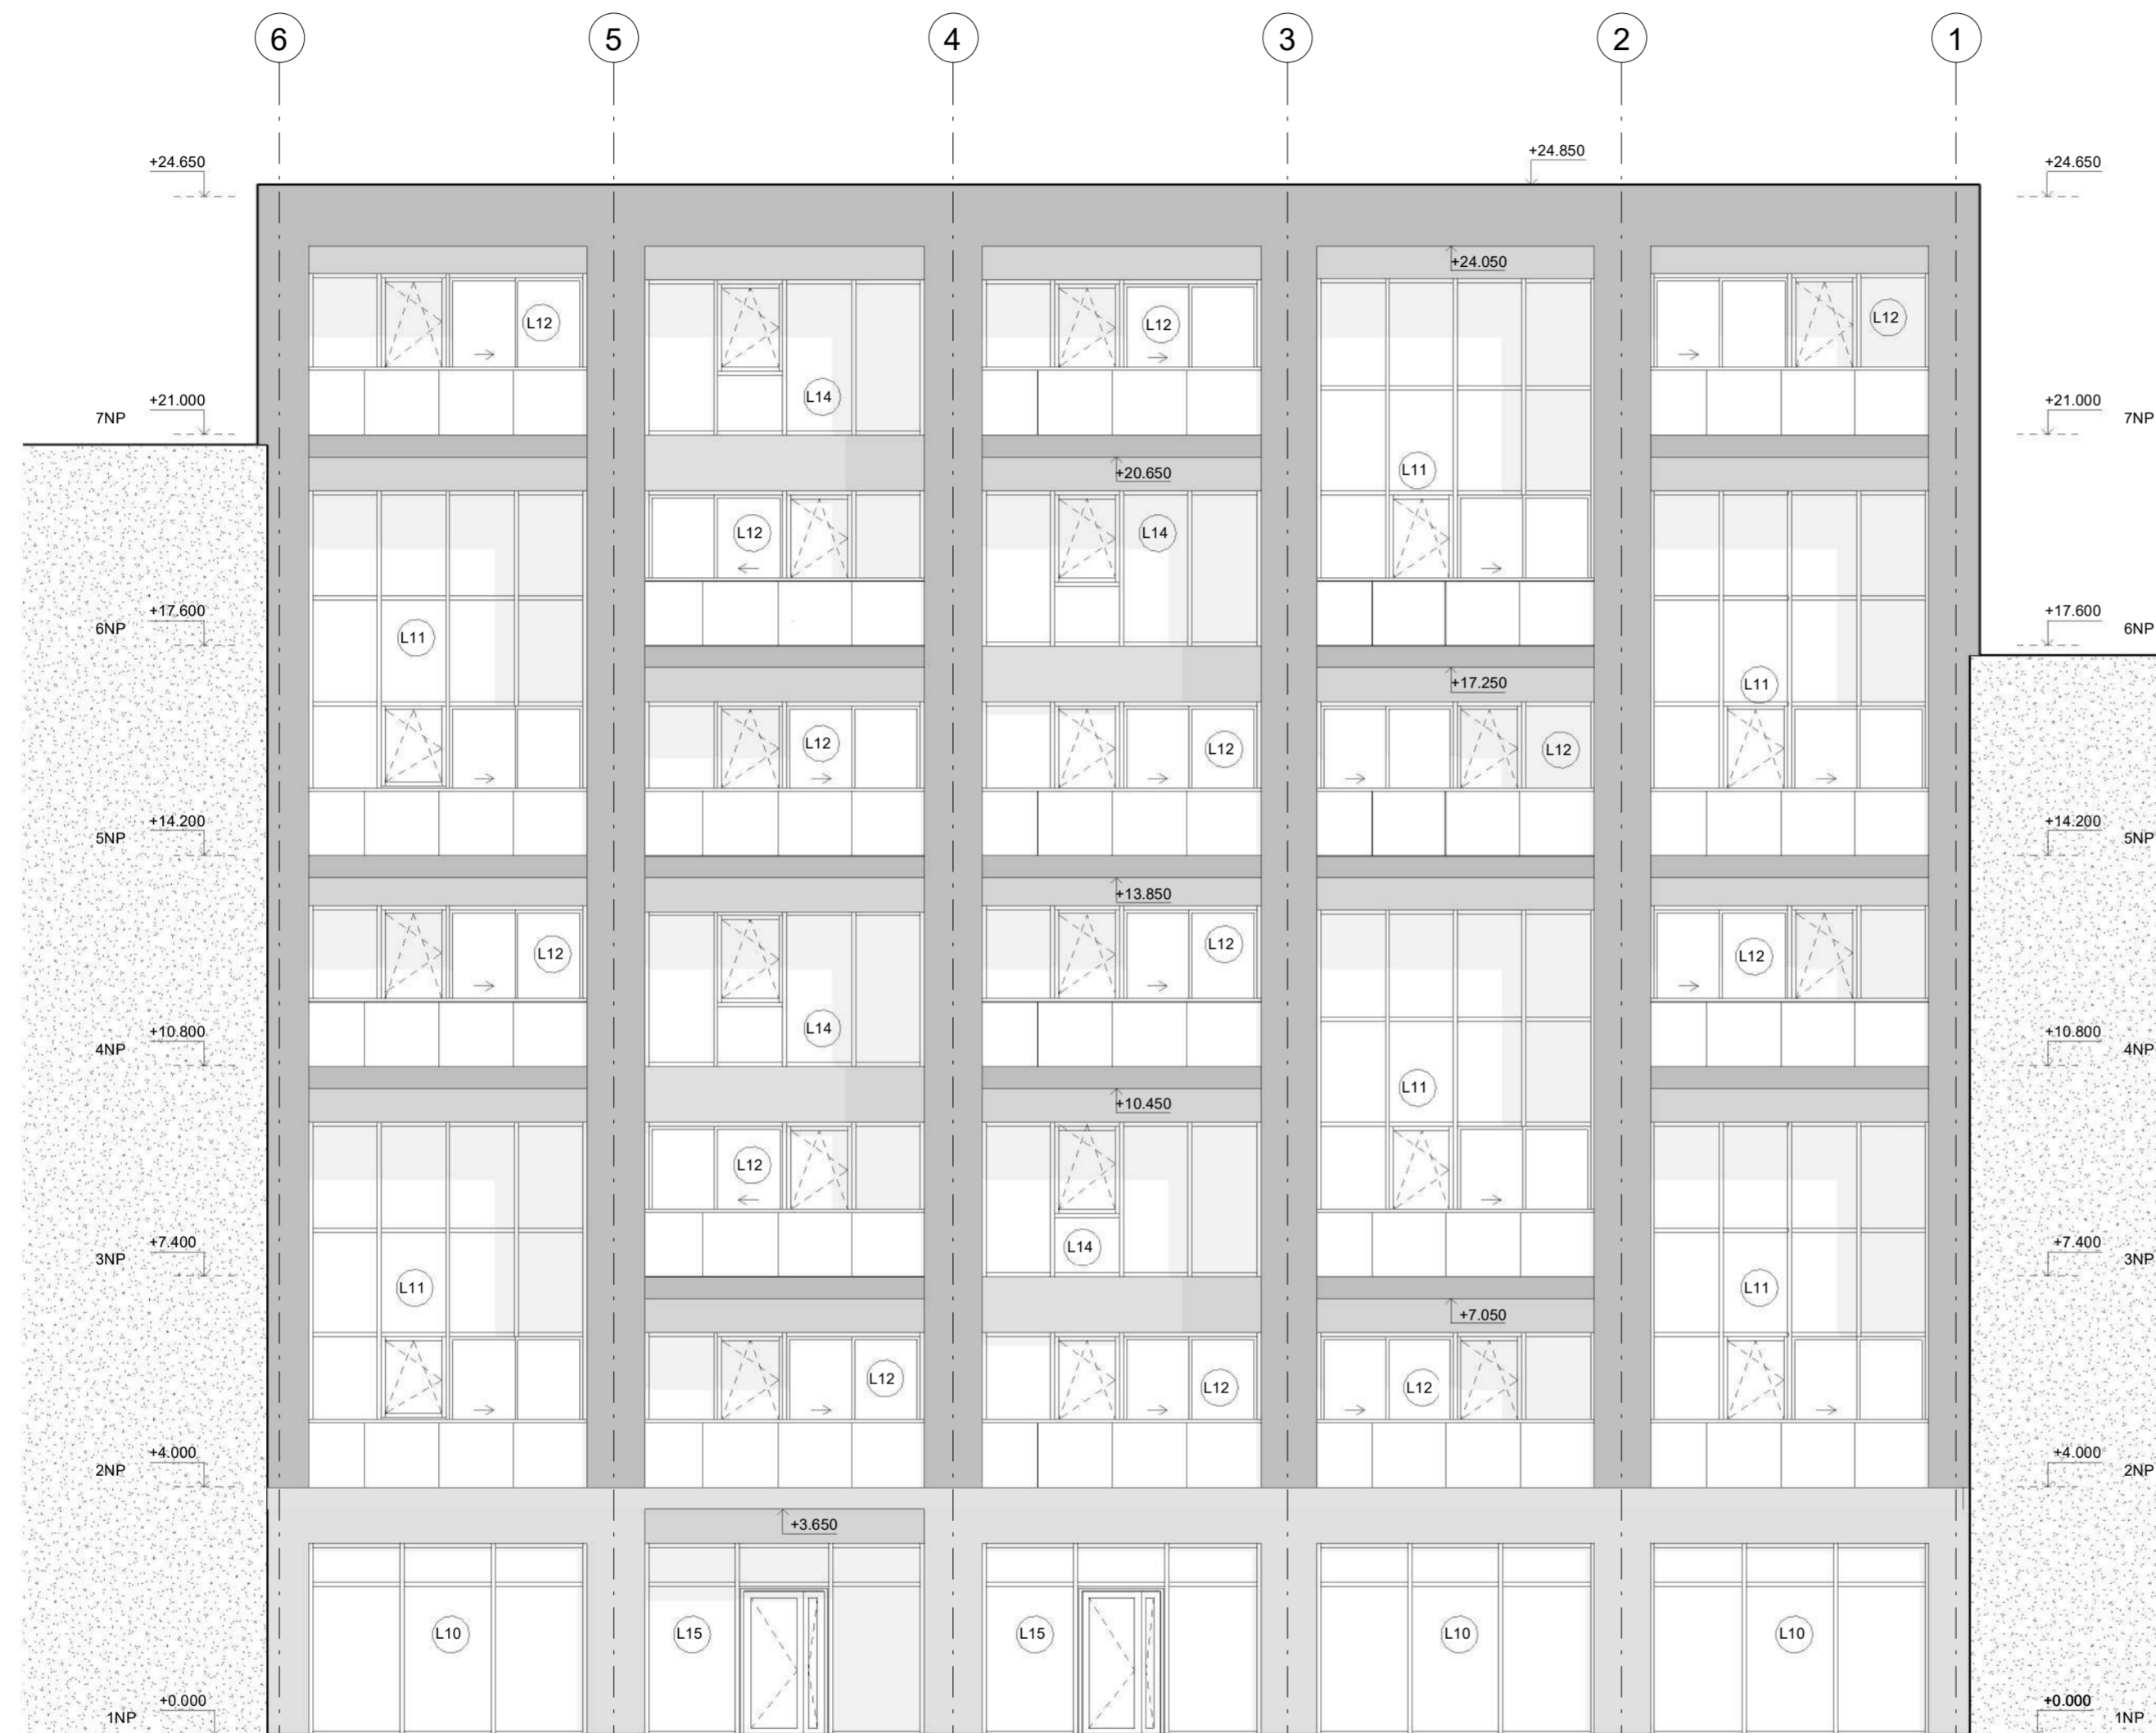 6 5 4 3 2 1
+24.850
+24.650 +24.650
+24.050
L12 L12 L12
L14
+21.000 +21.000
7NP 7NP
L11
+20.650
L12 L14
+17.600 +17.600
6NP 6NP
L11
+17.250 L11
L12 L12 L12
+14.200 +14.200
5NP 5NP
+13.850
L12 L12 L12
L14
+10.800 +10.800
4NP 4NP
L11
+10.450
L12
L14
+7.400 +7.400
3NP 3NP
L11 L11
+7.050
L12 L12 L12
+4.000 +4.000
2NP 2NP
+3.650
L10 L15 L15 L10 L10
+0.000 +0.000
1NP 1NP